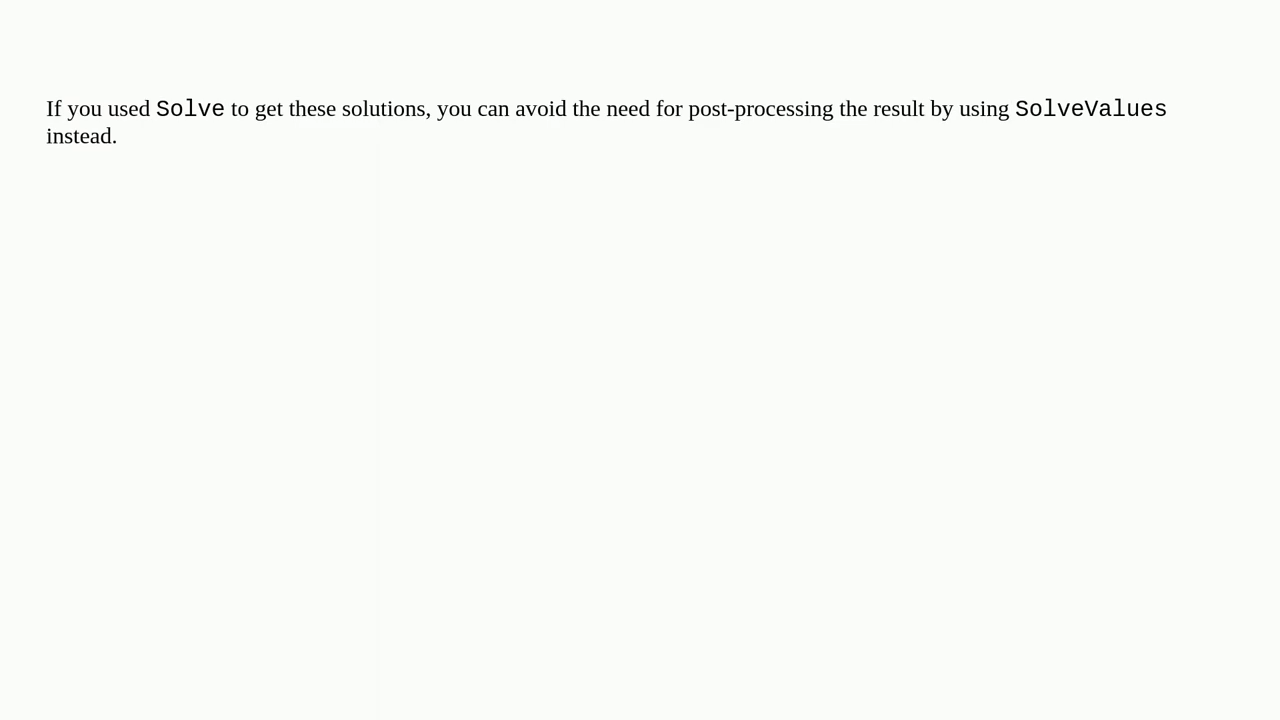 If you used Solve to get these solutions, you can avoid the need for post-processing the result by using SolveValues
instead.